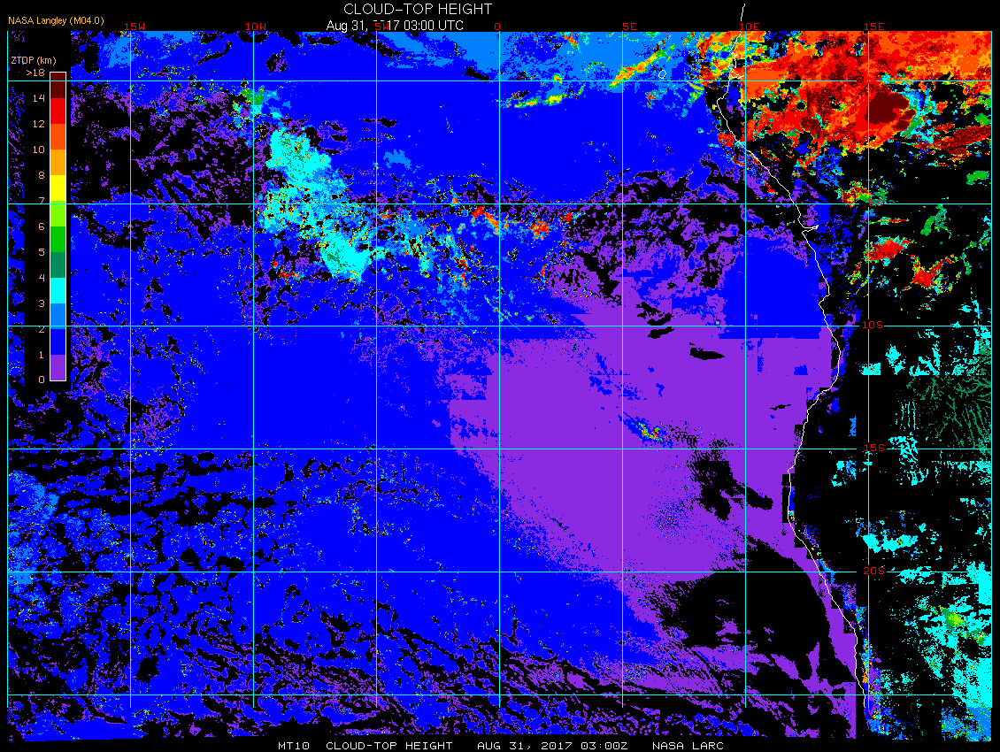 CLOUD-TOP HEIGHT
NASA Langley (M04.0)
Aug 31, 2017 03:00 UTC
15W 10W 5W 0 5E 10E 15E
ZTOP (km)
>18
14
12
10
8
7
6
5
4
3
2
1
0
10S
15S
20S
MT10 CLOUD-TOP HEIGHT AUG 31, 2017 03:00Z NASA LARC